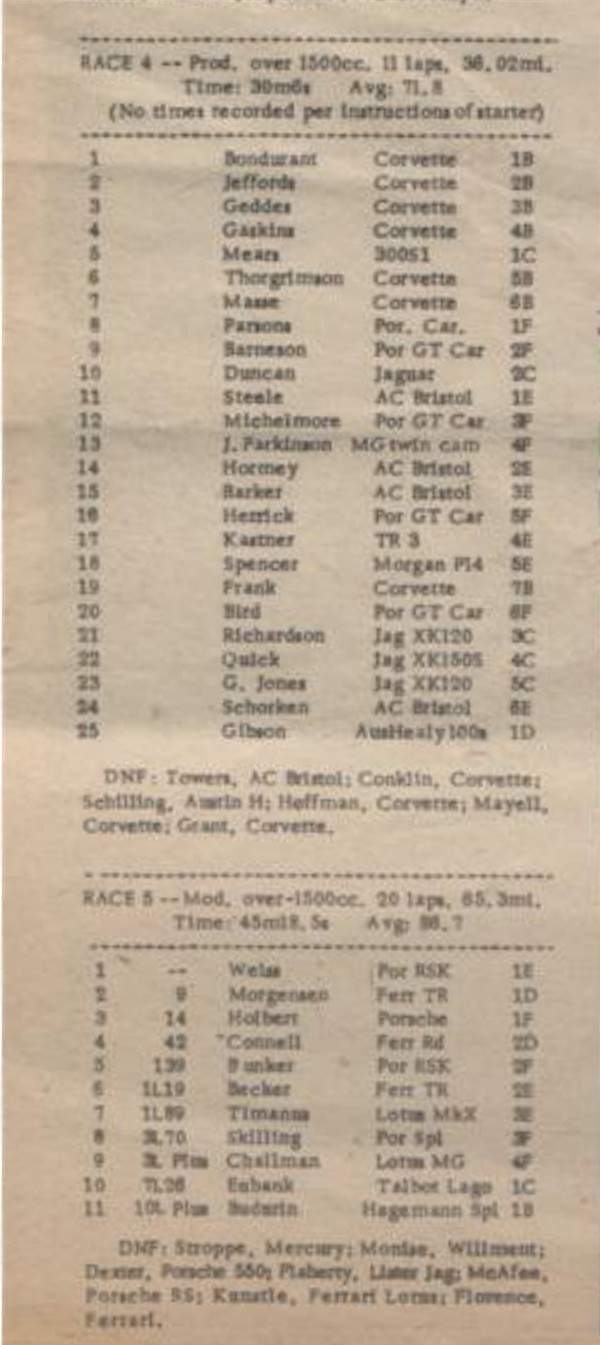 RACE 4 -- Prod. over 1500cc. 11 laps, 36.02mi.
Time: 30m6s Avg: 71.8
(No times recorded per instructions of starter)
1 Bondurant Corvette 1B
2 Jeffords Corvette 2B
3 Geddes Corvette 3B
4 Gaskins Corvette 4B
5 Mears 300S1 1C
6 Thorgrimson Corvette 5B
7 Masse Corvette 6B
8 Parsons Por. Car. 1F
9 Barneson Por GT Car 2F
10 Duncan Jaguar 2C
11 Steele AC Bristol 1E
12 Michelmore Por GT Car 3F
13 J. Parkinson MG twin cam 4F
14 Hormey AC Bristol 2E
15 Barker AC Bristol 3E
16 Herrick Por GT Car 5F
17 Kastner TR 3 4E
18 Spencer Morgan Pl4 5E
19 Frank Corvette 7B
20 Bird Por GT Car 6F
21 Richardson Jag XK120 3C
22 Quick Jag XK150S 4C
23 G. Jones Jag XK120 5C
24 Schorken AC Bristol 6E
25 Gibson AusHealy100s 1D
DNF: Towers, AC Bristol; Conklin, Corvette;
Schilling, Austin H; Hoffman, Corvette; Mayell,
Corvette; Grant, Corvette.
RACE 5 -- Mod. over-1500cc. 20 laps, 65.3mi.
Time: 45m18.5s Avg: 86.7
1 -- Weiss Por RSK 1E
2 9 Morgensen Ferr TR 1D
3 14 Holbert Porsche 1F
4 42 Connell Ferr Rd 2D
5 139 Bunker Por RSK 2F
6 1L19 Becker Ferr TR 2E
7 1L89 Timanus Lotus MkX 3E
8 3L70 Skilling Por Spl 3F
9 3L Plus Challman Lotus MG 4F
10 7L26 Eubank Talbot Lago 1C
11 10L Plus Budurin Hagemann Spl 1B
DNF: Stroppe, Mercury; Monise, Willment;
Dexter, Porsche 550; Flaherty, Lister Jag; McAfee,
Porsche RS; Kunstle, Ferrari Lotus; Florence,
Ferrari.